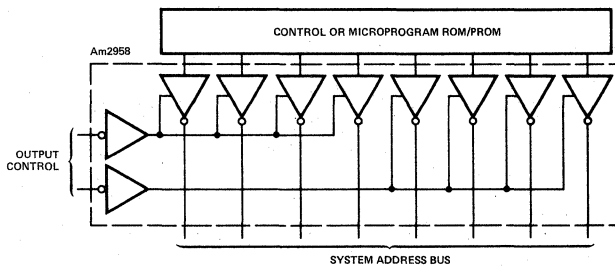 CONTROL OR MICROPROGRAM ROM/PROM
Am2958
OUTPUT
CONTROL
SYSTEM ADDRESS BUS